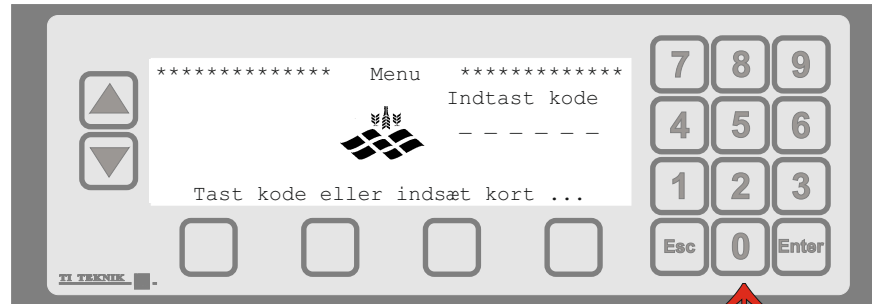 ************** Menu *************
Indtast kode
_ _ _ _ _ _
Tast kode eller indsæt kort ...
7 8 9
4 5 6
1 2 3
Esc 0 Enter
TI TEKNIK